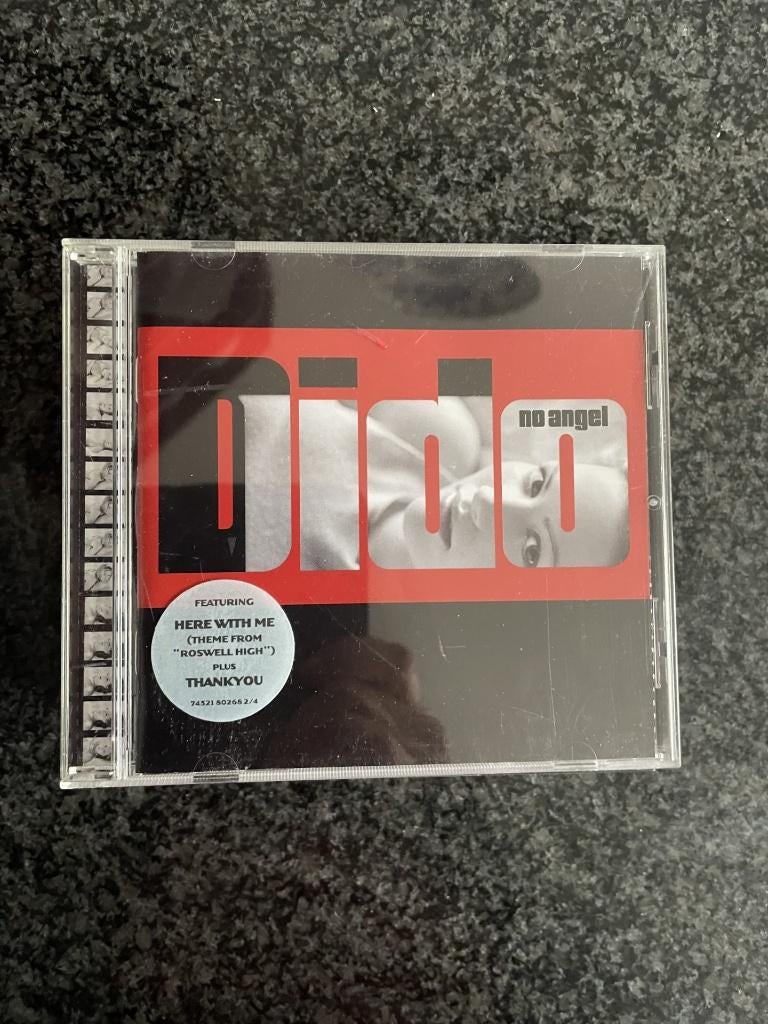 Dido
no angel
FEATURING
HERE WITH ME
(THEME FROM
"ROSWELL HIGH")
PLUS
THANKYOU
74321 80268 2/4